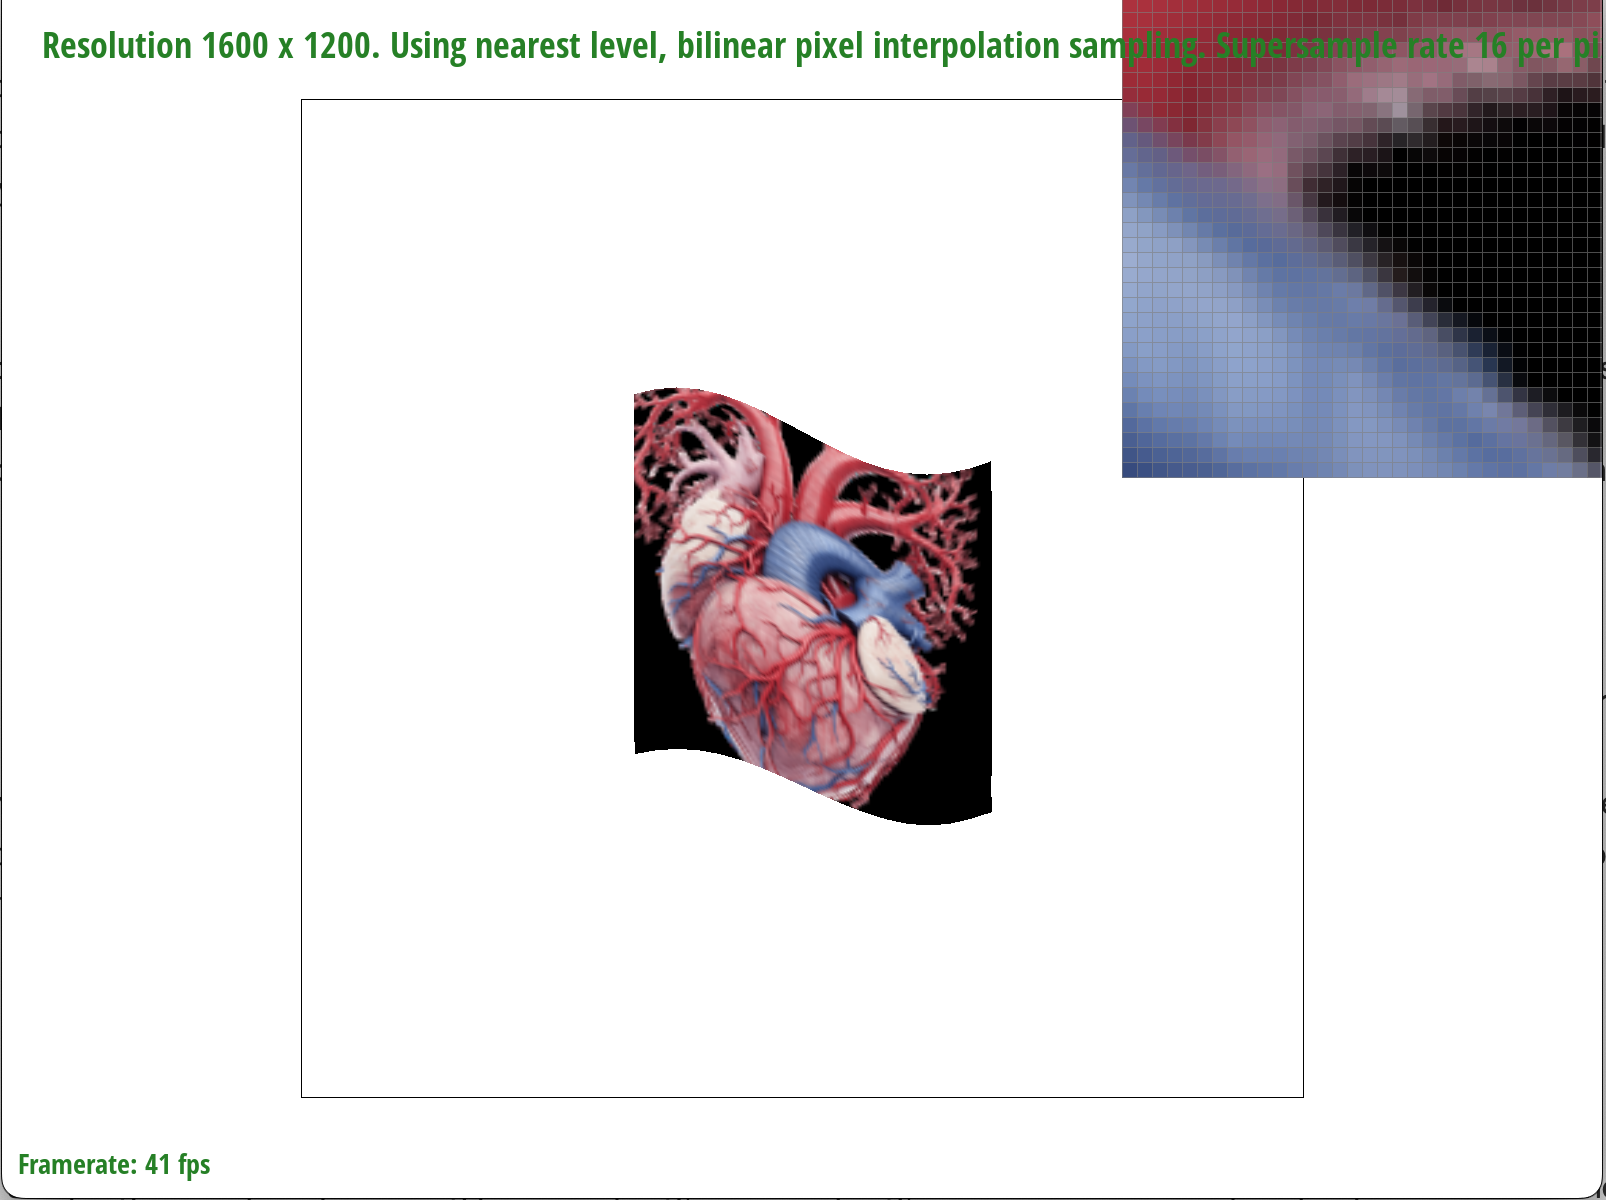 Resolution 1600 x 1200. Using nearest level, bilinear pixel interpolation sampling. Supersample rate 16 per pi
Framerate: 41 fps